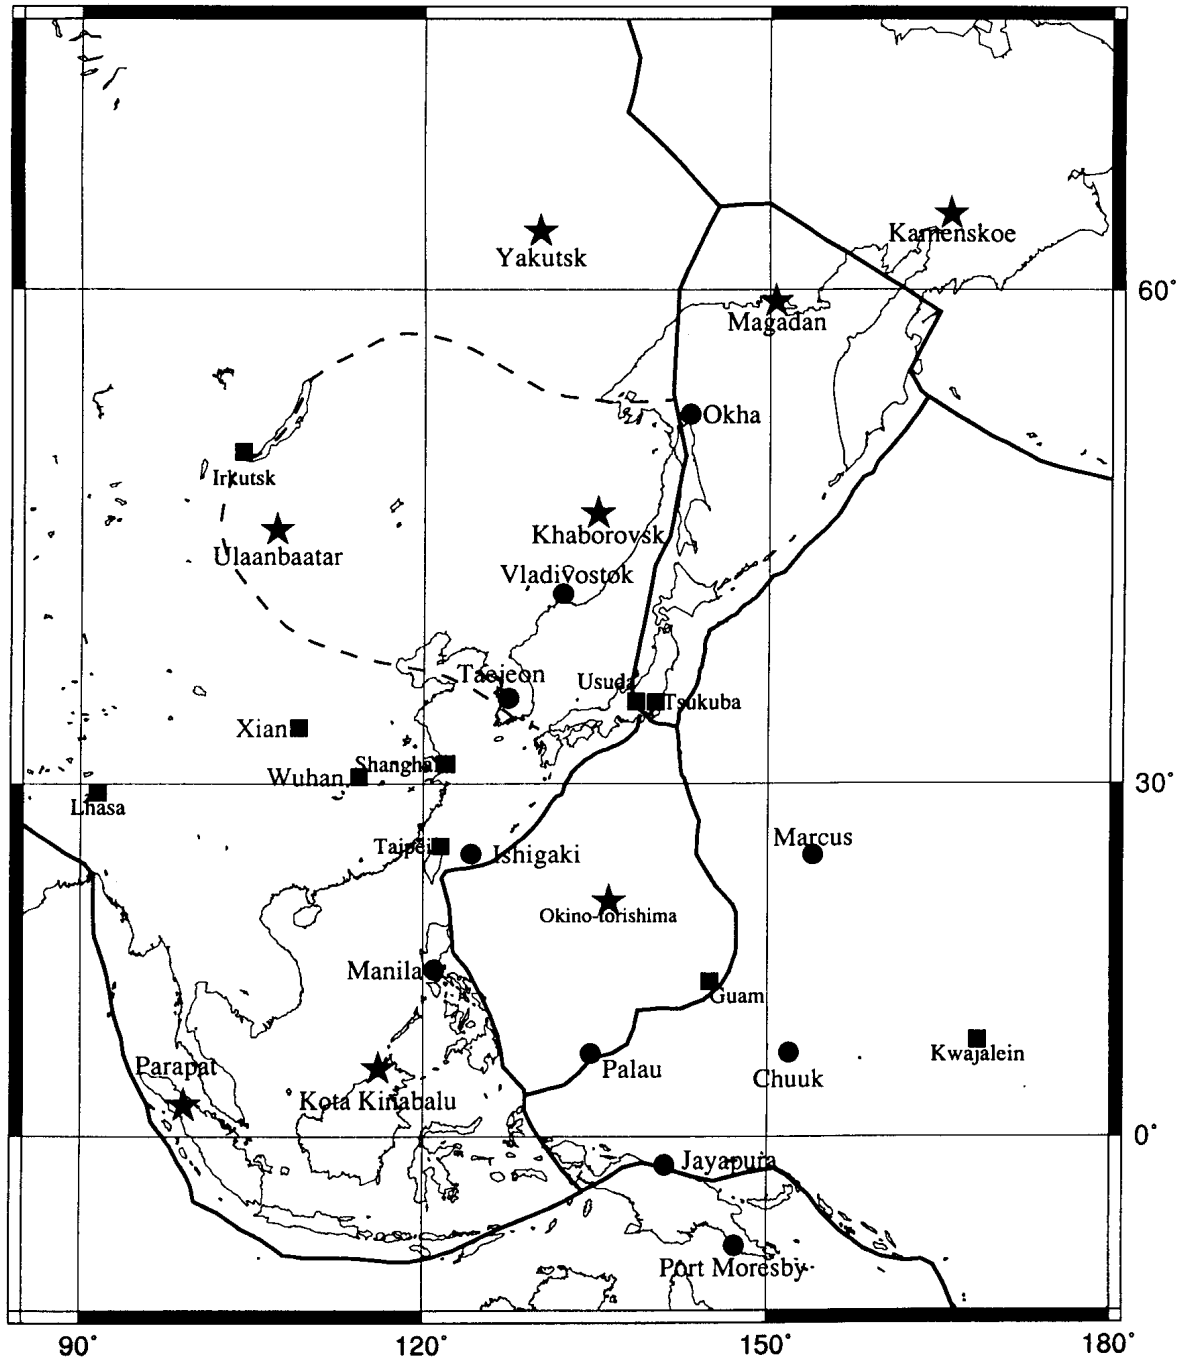 Kamenskoe
Yakutsk
60°
Magadan
Okha
Irkutsk
Khaborovsk
Ulaanbaatar
Vladivostok
Taejeon
Usuda
Tsukuba
Xian
Shanghai
Wuhan
30°
Lhasa
Marcus
Taipei
Ishigaki
Okino-torishima
Manila
Guam
Kwajalein
Parapat
Palau
Chuuk
Kota Kinabalu
0°
Jayapura
Port Moresby
90°
120°
150°
180°